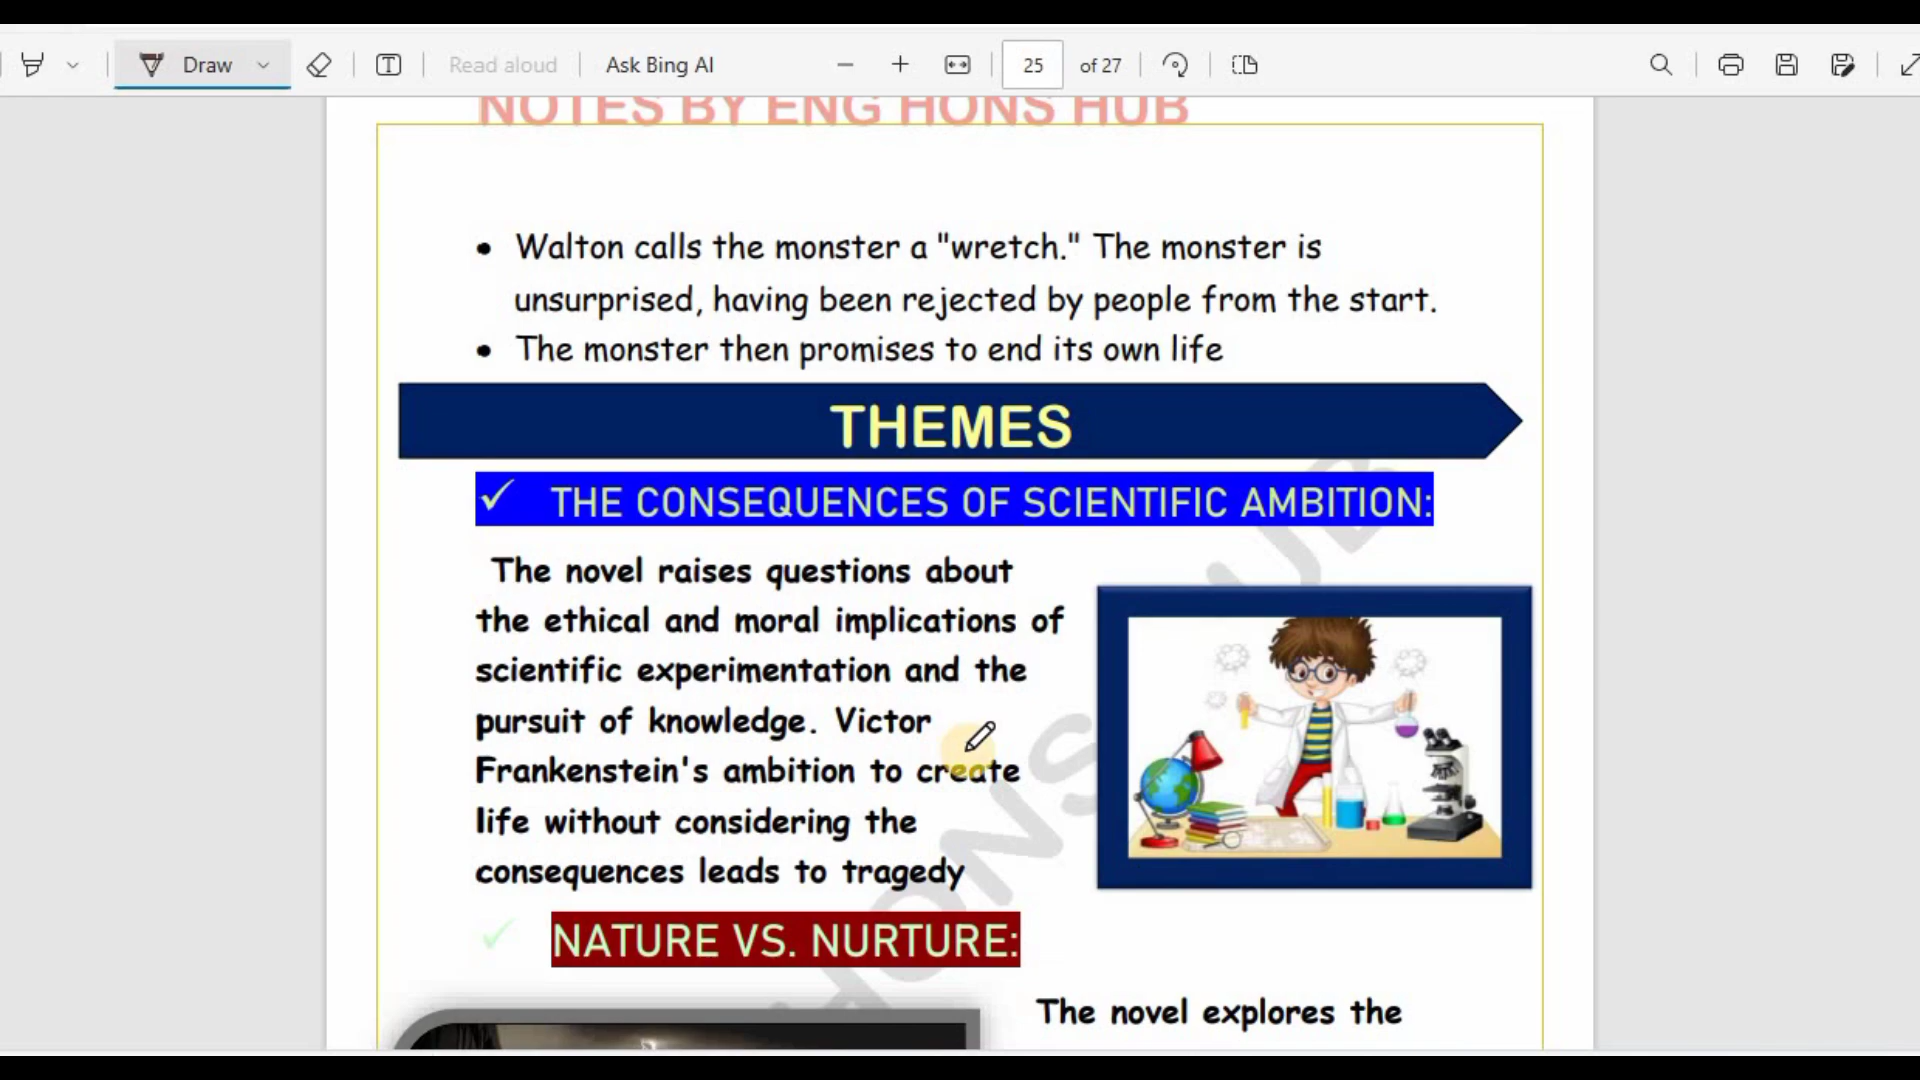 Draw
Read aloud
Ask Bing AI
25 of 27
NOTES BY ENG HONS HUB
• Walton calls the monster a "wretch." The monster is
unsurprised, having been rejected by people from the start.
• The monster then promises to end its own life
THEMES
✓ THE CONSEQUENCES OF SCIENTIFIC AMBITION:
The novel raises questions about
the ethical and moral implications of
scientific experimentation and the
pursuit of knowledge. Victor
Frankenstein's ambition to create
life without considering the
consequences leads to tragedy
✓ NATURE VS. NURTURE:
The novel explores the
HONS HUB